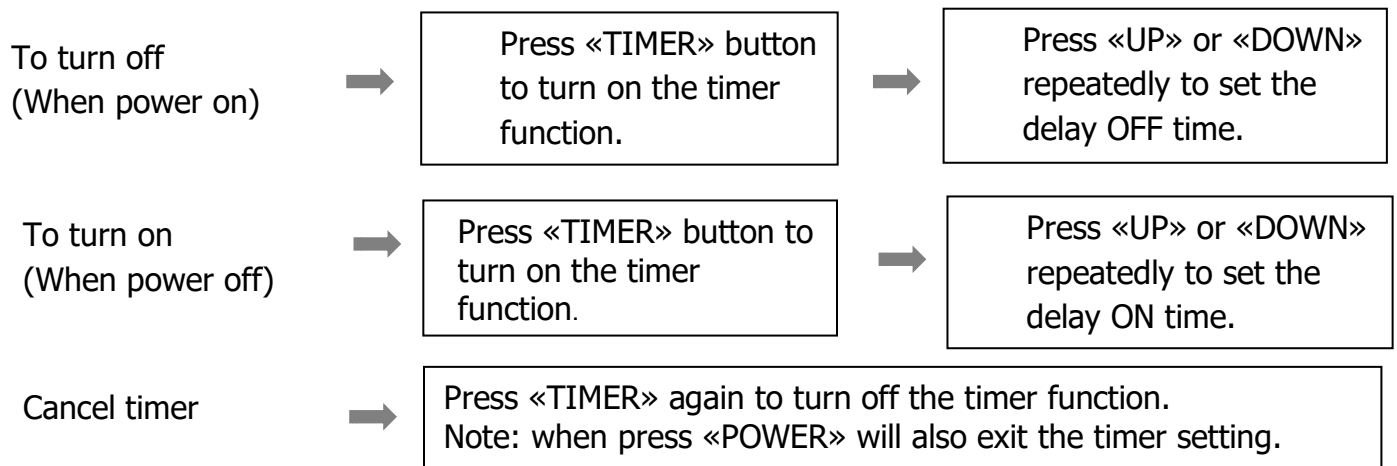 To turn off
(When power on)
Press «TIMER» button
to turn on the timer
function.
Press «UP» or «DOWN»
repeatedly to set the
delay OFF time.
To turn on
(When power off)
Press «TIMER» button to
turn on the timer
function.
Press «UP» or «DOWN»
repeatedly to set the
delay ON time.
Cancel timer
Press «TIMER» again to turn off the timer function.
Note: when press «POWER» will also exit the timer setting.